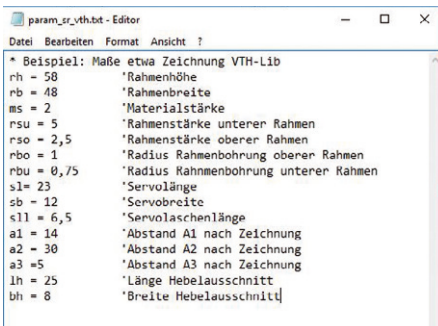 param_sr_vth.txt - Editor
Datei Bearbeiten Format Ansicht ?
* Beispiel: Maße etwa Zeichnung VTH-Lib
rh = 58 'Rahmenhöhe
rb = 48 'Rahmenbreite
ms = 2 'Materialstärke
rsu = 5 'Rahmenstärke unterer Rahmen
rso = 2,5 'Rahmenstärke oberer Rahmen
rbo = 1 'Radius Rahmenbohrung oberer Rahmen
rbu = 0,75 'Radius Rahnmenbohrung unterer Rahmen
sl= 23 'Servolänge
sb = 12 'Servobreite
sll = 6,5 'Servolaschenlänge
a1 = 14 'Abstand A1 nach Zeichnung
a2 = 30 'Abstand A2 nach Zeichnung
a3 =5 'Abstand A3 nach Zeichnung
lh = 25 'Länge Hebelausschnitt
bh = 8 'Breite Hebelausschnitt